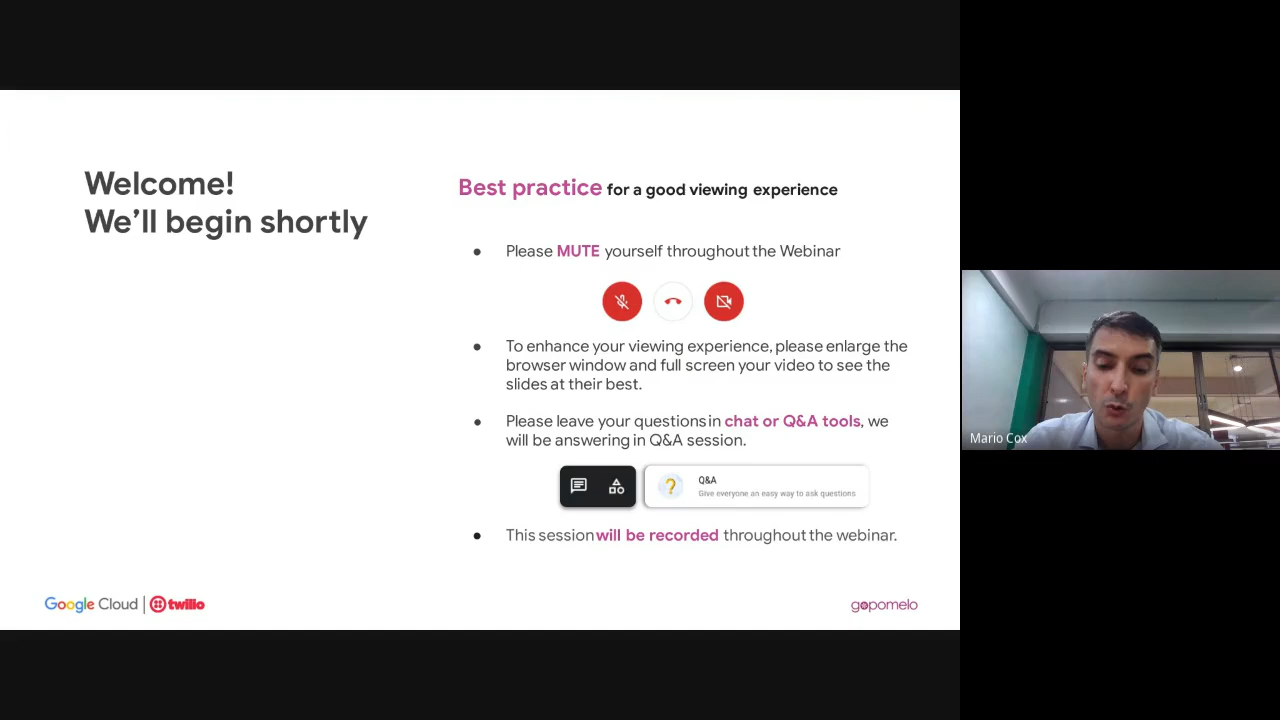 Welcome!
We'll begin shortly
Best practice for a good viewing experience
● Please MUTE yourself throughout the Webinar
● To enhance your viewing experience, please enlarge the
browser window and full screen your video to see the
slides at their best.
● Please leave your questions in chat or Q&A tools, we
will be answering in Q&A session.
Q&A
Give everyone an easy way to ask questions
● This session will be recorded throughout the webinar.
Google Cloud | twilio
gopomelo
Mario Cox